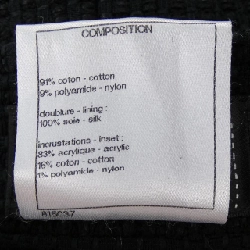 COMPOSITION
91% coton - cotton
9% polyamide - nylon
doublure - lining :
100% soie - silk
incrustations - inset :
83% acrylique - acrylic
16% coton - cotton
1% polyamide - nylon